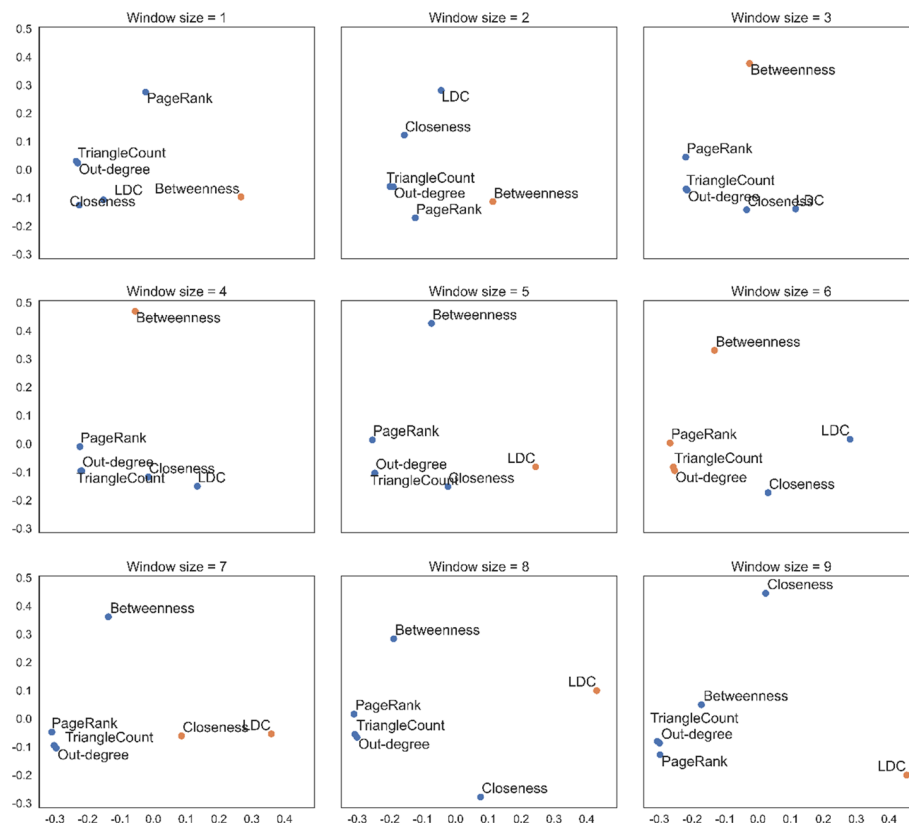 Window size = 1
Window size = 2
Window size = 3
0.5
0.4
0.3
0.2
0.1
0.0
-0.1
-0.2
-0.3
PageRank
TriangleCount
Out-degree
LDC
Closeness
Betweenness
LDC
Closeness
TriangleCount
Out-degree
Betweenness
PageRank
Betweenness
PageRank
TriangleCount
Out-degree
Closeness
LDC
Window size = 4
Window size = 5
Window size = 6
0.5
0.4
0.3
0.2
0.1
0.0
-0.1
-0.2
-0.3
Betweenness
PageRank
Out-degree
Closeness
TriangleCount
LDC
Betweenness
PageRank
Out-degree
LDC
TriangleCount
Closeness
Betweenness
PageRank
LDC
TriangleCount
Out-degree
Closeness
Window size = 7
Window size = 8
Window size = 9
0.5
0.4
0.3
0.2
0.1
0.0
-0.1
-0.2
-0.3
Betweenness
PageRank
Closeness
LDC
TriangleCount
Out-degree
Betweenness
LDC
PageRank
TriangleCount
Out-degree
Closeness
Closeness
Betweenness
TriangleCount
Out-degree
PageRank
LDC
-0.3 -0.2 -0.1 0.0 0.1 0.2 0.3 0.4
-0.3 -0.2 -0.1 0.0 0.1 0.2 0.3 0.4
-0.3 -0.2 -0.1 0.0 0.1 0.2 0.3 0.4